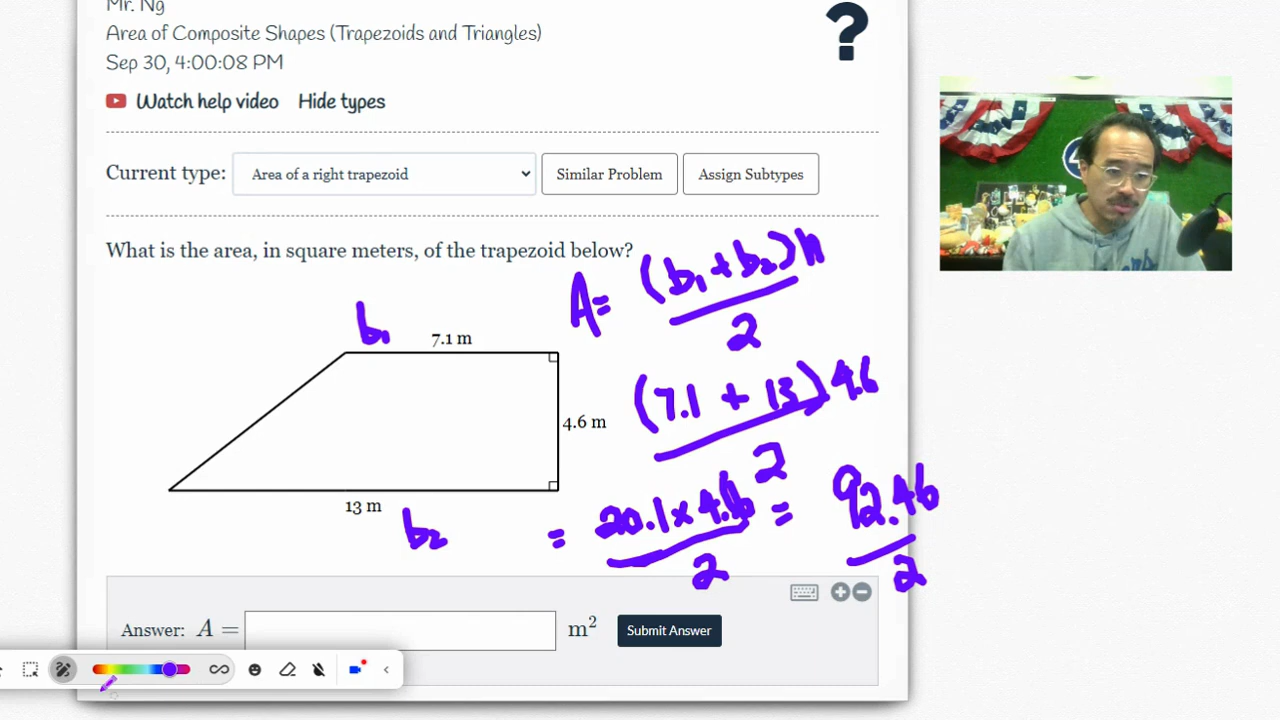 Mr. Ng
Area of Composite Shapes (Trapezoids and Triangles)
Sep 30, 4:00:08 PM
?
Watch help video Hide types
Current type: Area of a right trapezoid Similar Problem Assign Subtypes
What is the area, in square meters, of the trapezoid below?
A = (b₁ + b₂)h
2
b₁
7.1 m
(7.1 + 13) 4.6
2
4.6 m
13 m
b₂
= 20.1 x 4.6 = 92.46
2 2
Answer: A = m² Submit Answer